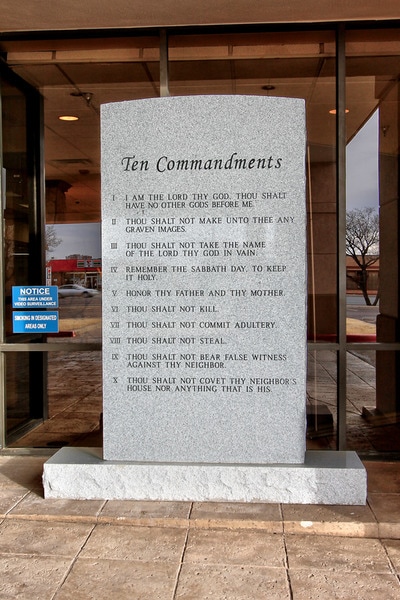 Ten Commandments
I I AM THE LORD THY GOD. THOU SHALT
HAVE NO OTHER GODS BEFORE ME.
II THOU SHALT NOT MAKE UNTO THEE ANY
GRAVEN IMAGES.
III THOU SHALT NOT TAKE THE NAME
OF THE LORD THY GOD IN VAIN.
IV REMEMBER THE SABBATH DAY, TO KEEP
IT HOLY.
V HONOR THY FATHER AND THY MOTHER.
VI THOU SHALT NOT KILL.
VII THOU SHALT NOT COMMIT ADULTERY.
VIII THOU SHALT NOT STEAL.
IX THOU SHALT NOT BEAR FALSE WITNESS
AGAINST THY NEIGHBOR.
X THOU SHALT NOT COVET THY NEIGHBOR'S
HOUSE NOR ANYTHING THAT IS HIS.
NOTICE
THIS AREA UNDER
VIDEO SURVEILLANCE
SMOKING IN DESIGNATED
AREAS ONLY